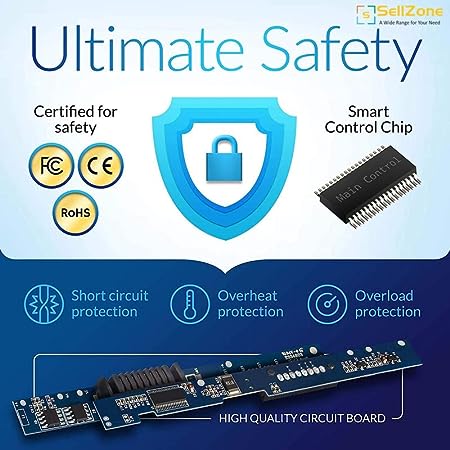 SellZone
A Wide Range for Your Need
Ultimate Safety
Certified for
safety
FC CE
RoHS
Smart
Control Chip
Main Control
Short circuit
protection
Overheat
protection
Overload
protection
HIGH QUALITY CIRCUIT BOARD